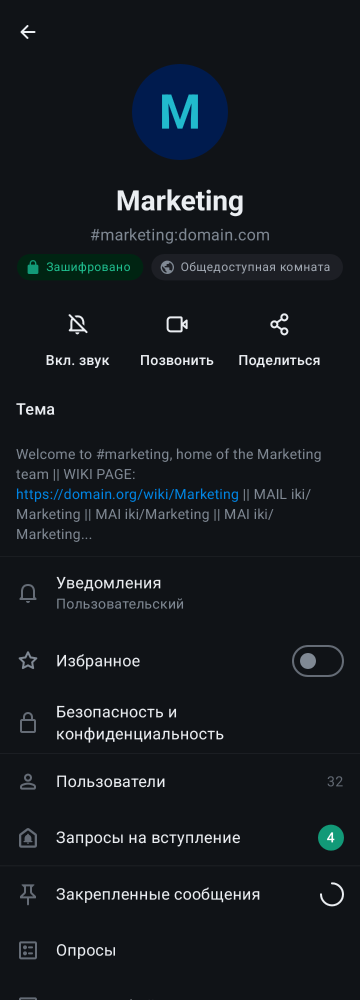 M
Marketing
#marketing:domain.com
Зашифровано
Общедоступная комната
Вкл. звук
Позвонить
Поделиться
Тема
Welcome to #marketing, home of the Marketing
team || WIKI PAGE:
https://domain.org/wiki/Marketing || MAIL iki/
Marketing || MAI iki/Marketing || MAI iki/
Marketing...
Уведомления
Пользовательский
Избранное
Безопасность и
конфиденциальность
Пользователи 32
Запросы на вступление 4
Закрепленные сообщения
Опросы